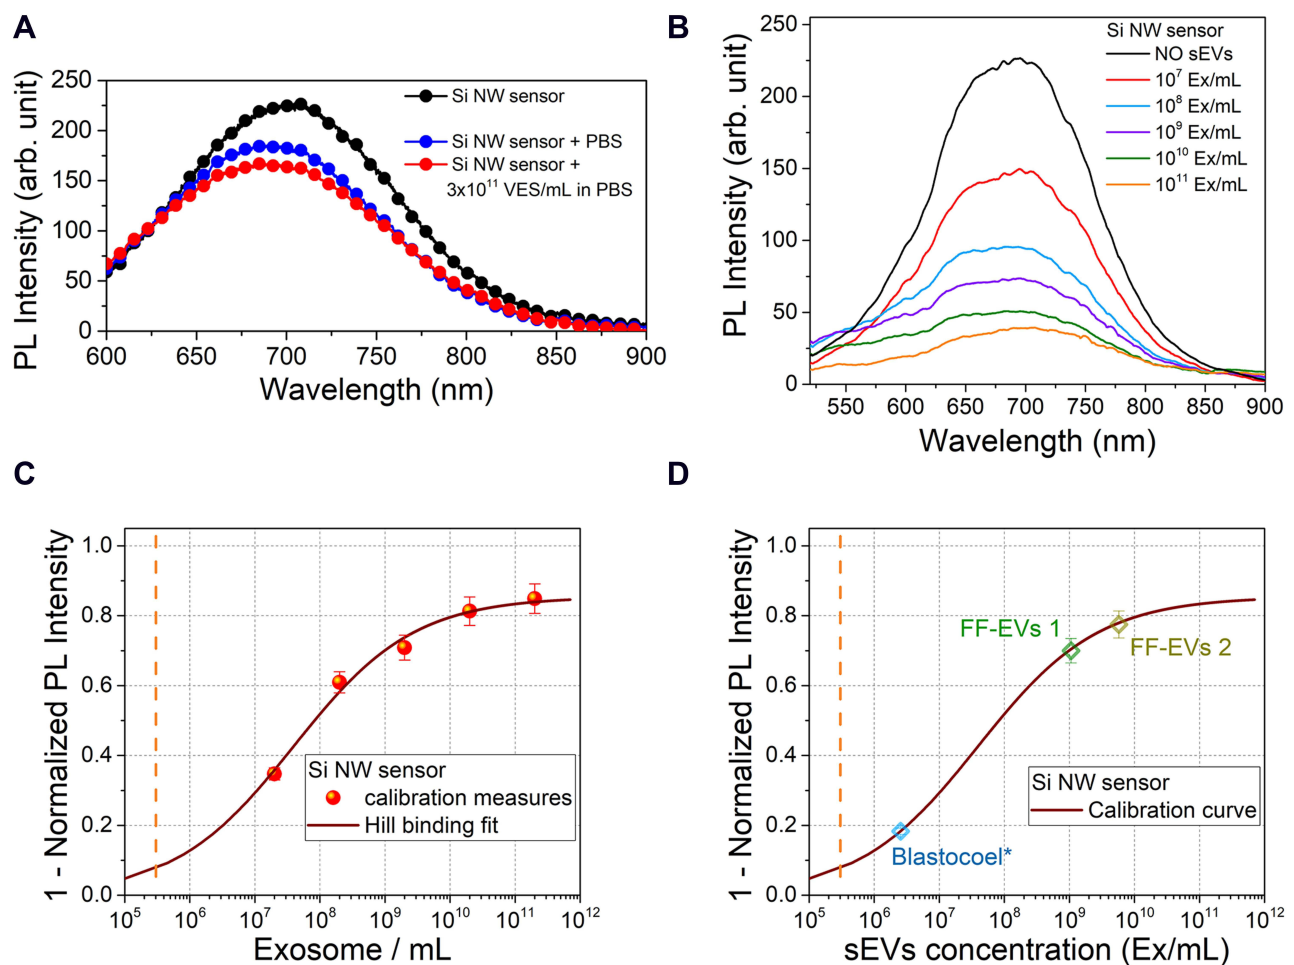 A
PL Intensity (arb. unit)
250
200
150
100
50
0
600
650
700
750
800
850
900
Wavelength (nm)
Si NW sensor
Si NW sensor + PBS
Si NW sensor +
3x10¹¹ VES/mL in PBS
B
PL Intensity (arb. unit)
250
200
150
100
50
0
550
600
650
700
750
800
850
900
Wavelength (nm)
Si NW sensor
NO sEVs
10⁷ Ex/mL
10⁸ Ex/mL
10⁹ Ex/mL
10¹⁰ Ex/mL
10¹¹ Ex/mL
C
1 - Normalized PL Intensity
1.0
0.8
0.6
0.4
0.2
0.0
10⁵
10⁶
10⁷
10⁸
10⁹
10¹⁰
10¹¹
10¹²
Exosome / mL
Si NW sensor
calibration measures
Hill binding fit
D
1 - Normalized PL Intensity
1.0
0.8
0.6
0.4
0.2
0.0
10⁵
10⁶
10⁷
10⁸
10⁹
10¹⁰
10¹¹
10¹²
sEVs concentration (Ex/mL)
FF-EVs 1
FF-EVs 2
Blastocoel*
Si NW sensor
Calibration curve